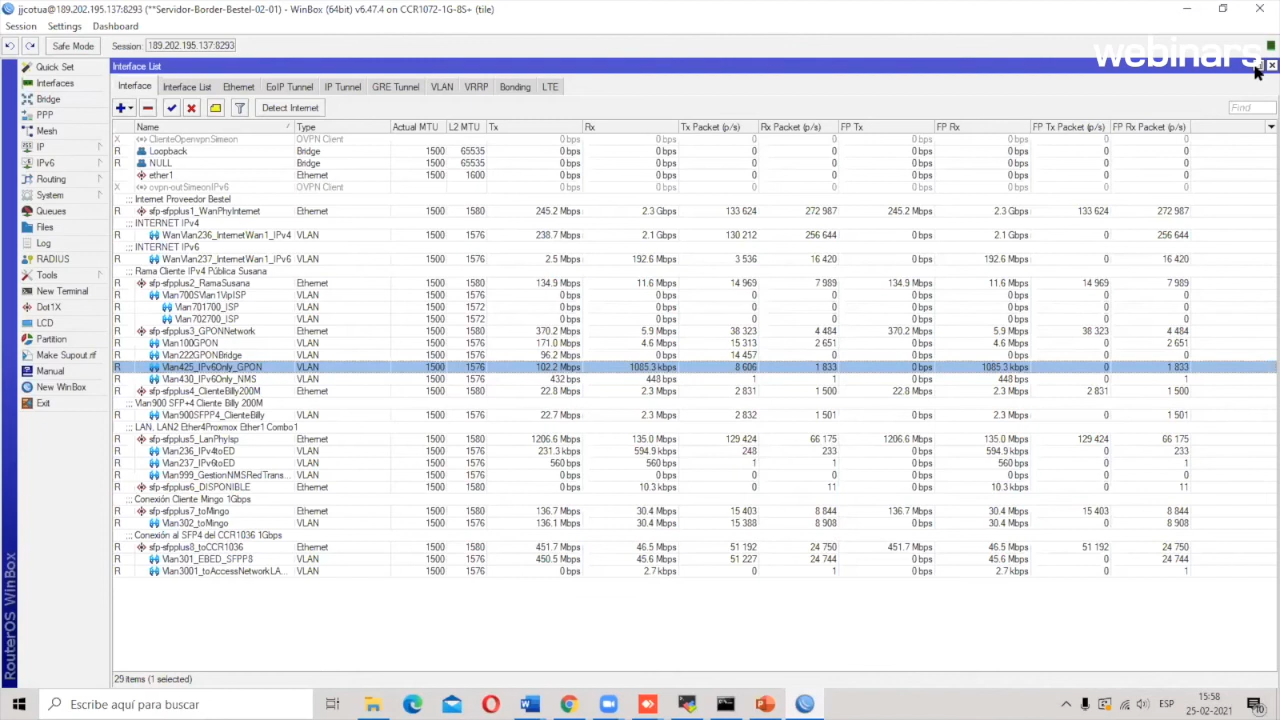 jjcotua@189.202.195.137:8293 (**Servidor-Border-Bestel-02-01) - WinBox (64bit) v6.47.4 on CCR1072-1G-8S+ (tile)
Session Settings Dashboard
Safe Mode Session: 189.202.195.137:8293
webinars
Quick Set
Interfaces
Bridge
PPP
Mesh
IP
IPv6
Routing
System
Queues
Files
Log
RADIUS
Tools
New Terminal
Dot1X
LCD
Partition
Make Supout.rif
Manual
New WinBox
Exit
RouterOS WinBox
Interface List
Interface Interface List Ethernet EoIP Tunnel IP Tunnel GRE Tunnel VLAN VRRP Bonding LTE
Detect Internet Find
Name Type Actual MTU L2 MTU Tx Rx Tx Packet (p/s) Rx Packet (p/s) FP Tx FP Rx FP Tx Packet (p/s) FP Rx Packet (p/s)
X ClienteOpenvpnSimeon OVPN Client 0 bps 0 bps 0 0 0 bps 0 bps 0 0
R Loopback Bridge 1500 65535 0 bps 0 bps 0 0 0 bps 0 bps 0 0
R NULL Bridge 1500 65535 0 bps 0 bps 0 0 0 bps 0 bps 0 0
ether1 Ethernet 1500 1600 0 bps 0 bps 0 0 0 bps 0 bps 0 0
X ovpn-outSimeonIPv6 OVPN Client 0 bps 0 bps 0 0 0 bps 0 bps 0 0
;;; Internet Proveedor Bestel
R sfp-sfpplus1_WanPhyInternet Ethernet 1500 1580 245.2 Mbps 2.3 Gbps 133 624 272 987 245.2 Mbps 2.3 Gbps 133 624 272 987
;;; INTERNET IPv4
R WanVlan236_InternetWan1_IPv4 VLAN 1500 1576 238.7 Mbps 2.1 Gbps 130 212 256 644 0 bps 2.1 Gbps 0 256 644
;;; INTERNET IPv6
R WanVlan237_InternetWan1_IPv6 VLAN 1500 1576 2.5 Mbps 192.6 Mbps 3 536 16 420 0 bps 192.6 Mbps 0 16 420
;;; Rama Cliente IPv4 Pública Susana
R sfp-sfpplus2_RamaSusana Ethernet 1500 1580 134.9 Mbps 11.6 Mbps 14 969 7 989 134.9 Mbps 11.6 Mbps 14 969 7 989
R Vlan700SVlan1VipISP VLAN 1500 1576 0 bps 0 bps 0 0 0 bps 0 bps 0 0
R Vlan701700_ISP VLAN 1500 1572 0 bps 0 bps 0 0 0 bps 0 bps 0 0
R Vlan702700_ISP VLAN 1500 1572 0 bps 0 bps 0 0 0 bps 0 bps 0 0
R sfp-sfpplus3_GPONNetwork Ethernet 1500 1580 370.2 Mbps 5.9 Mbps 38 323 4 484 370.2 Mbps 5.9 Mbps 38 323 4 484
R Vlan100GPON VLAN 1500 1576 171.0 Mbps 4.6 Mbps 15 313 2 615 0 bps 4.6 Mbps 0 2 615
R Vlan222GPONBridge VLAN 1500 1576 96.2 Mbps 0 bps 14 457 0 0 bps 0 bps 0 0
R Vlan425_IPv6Only_GPON VLAN 1500 1576 102.2 Mbps 1085.3 kbps 8 606 1 833 0 bps 1085.3 kbps 0 1 833
R Vlan430_IPv6Only_NMS VLAN 1500 1576 432 bps 448 bps 1 1 0 bps 448 bps 0 1
R sfp-sfpplus4_ClienteBilly200M Ethernet 1500 1580 22.8 Mbps 2.3 Mbps 2 831 1 500 22.8 Mbps 2.3 Mbps 2 831 1 500
;;; Vlan900 SFP+4 Cliente Billy 200M
R Vlan900SFPP4_ClienteBilly VLAN 1500 1576 22.7 Mbps 2.3 Mbps 2 832 1 501 0 bps 2.3 Mbps 0 1 501
;;; LAN, LAN2 Ether4Proxmox Ether1 Combo1
R sfp-sfpplus5_LanPhyIsp Ethernet 1500 1580 1206.6 Mbps 135.0 Mbps 129 424 66 175 1206.6 Mbps 135.0 Mbps 129 424 66 175
R Vlan236_IPv4toED VLAN 1500 1576 231.3 kbps 594.9 kbps 248 233 0 bps 594.9 kbps 0 233
R Vlan237_IPv6toED VLAN 1500 1576 560 bps 560 bps 1 1 0 bps 560 bps 0 1
R Vlan999_GestionNMSRedTrans... VLAN 1500 1576 0 bps 0 bps 0 0 0 bps 0 bps 0 0
R sfp-sfpplus6_DISPONIBLE Ethernet 1500 1580 0 bps 10.3 kbps 0 11 0 bps 10.3 kbps 0 11
;;; Conexión Cliente Mingo 1Gbps
R sfp-sfpplus7_toMingo Ethernet 1500 1580 136.7 Mbps 30.4 Mbps 15 403 8 844 136.7 Mbps 30.4 Mbps 15 403 8 844
R Vlan302_toMingo VLAN 1500 1576 136.1 Mbps 30.4 Mbps 15 388 8 908 0 bps 30.4 Mbps 0 8 908
;;; Conexión al SFP4 del CCR1036 1Gbps
R sfp-sfpplus8_toCCR1036 Ethernet 1500 1580 451.7 Mbps 46.5 Mbps 51 192 24 750 451.7 Mbps 46.5 Mbps 51 192 24 750
R Vlan301_EBED_SFPP8 VLAN 1500 1576 450.5 Mbps 45.6 Mbps 51 227 24 744 0 bps 45.6 Mbps 0 24 744
R Vlan3001_toAccessNetworkLA... VLAN 1500 1576 0 bps 2.7 kbps 0 1 0 bps 2.7 kbps 0 1
29 items (1 selected)
Escribe aquí para buscar
ESP
15:58
25-02-2021